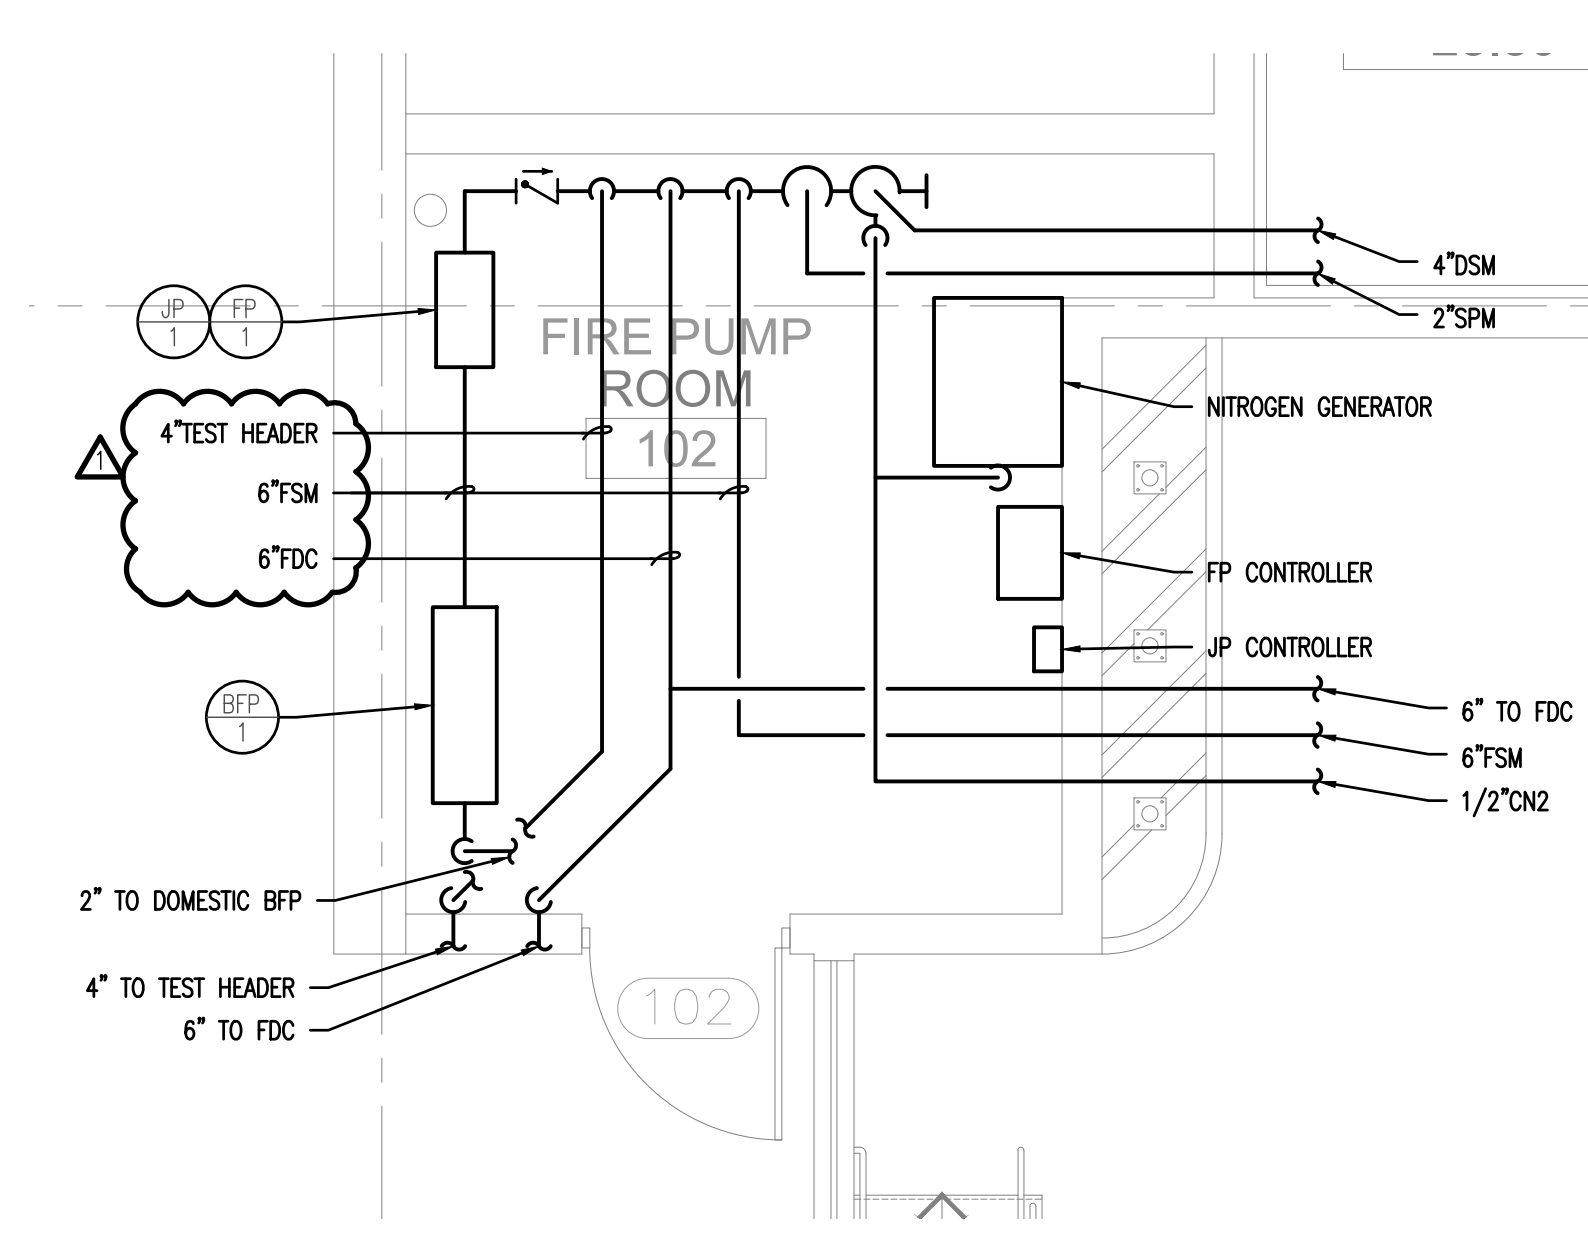 4"DSM
2"SPM
JP
1
FP
1
FIRE PUMP
ROOM
102
NITROGEN GENERATOR
4"TEST HEADER
1
6"FSM
6"FDC
FP CONTROLLER
JP CONTROLLER
BFP
1
6" TO FDC
6"FSM
1/2"CN2
2" TO DOMESTIC BFP
4" TO TEST HEADER
6" TO FDC
102